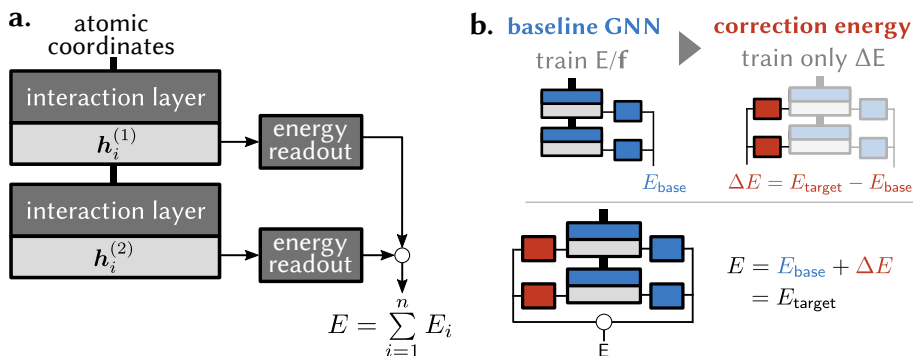 a.
atomic
coordinates
interaction layer
h_i^{(1)}
energy
readout
interaction layer
h_i^{(2)}
energy
readout
E = \sum_{i=1}^{n} E_i
b.
baseline GNN
correction energy
train E/f
train only ΔE
E_base
ΔE = E_target − E_base
E = E_base + ΔE
= E_target
E